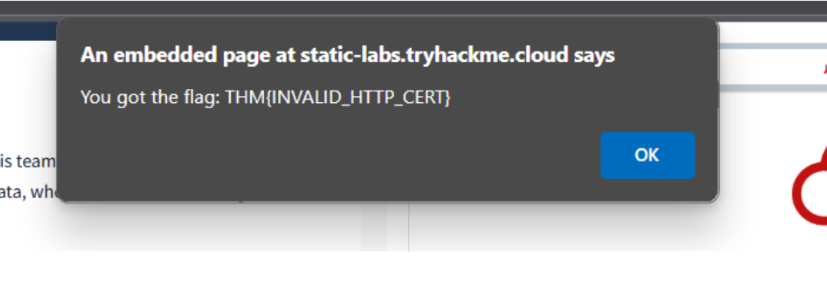 An embedded page at static-labs.tryhackme.cloud says
You got the flag: THM{INVALID_HTTP_CERT}
OK
is team
ata, wh